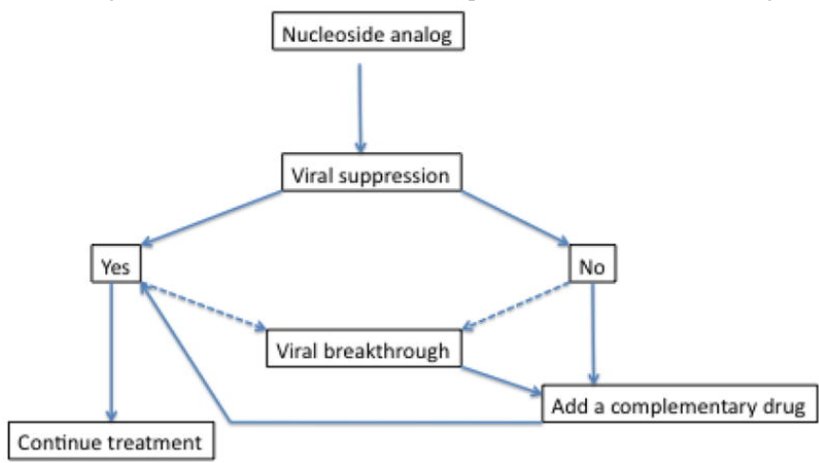 Nucleoside analog
Viral suppression
Yes
No
Viral breakthrough
Add a complementary drug
Continue treatment